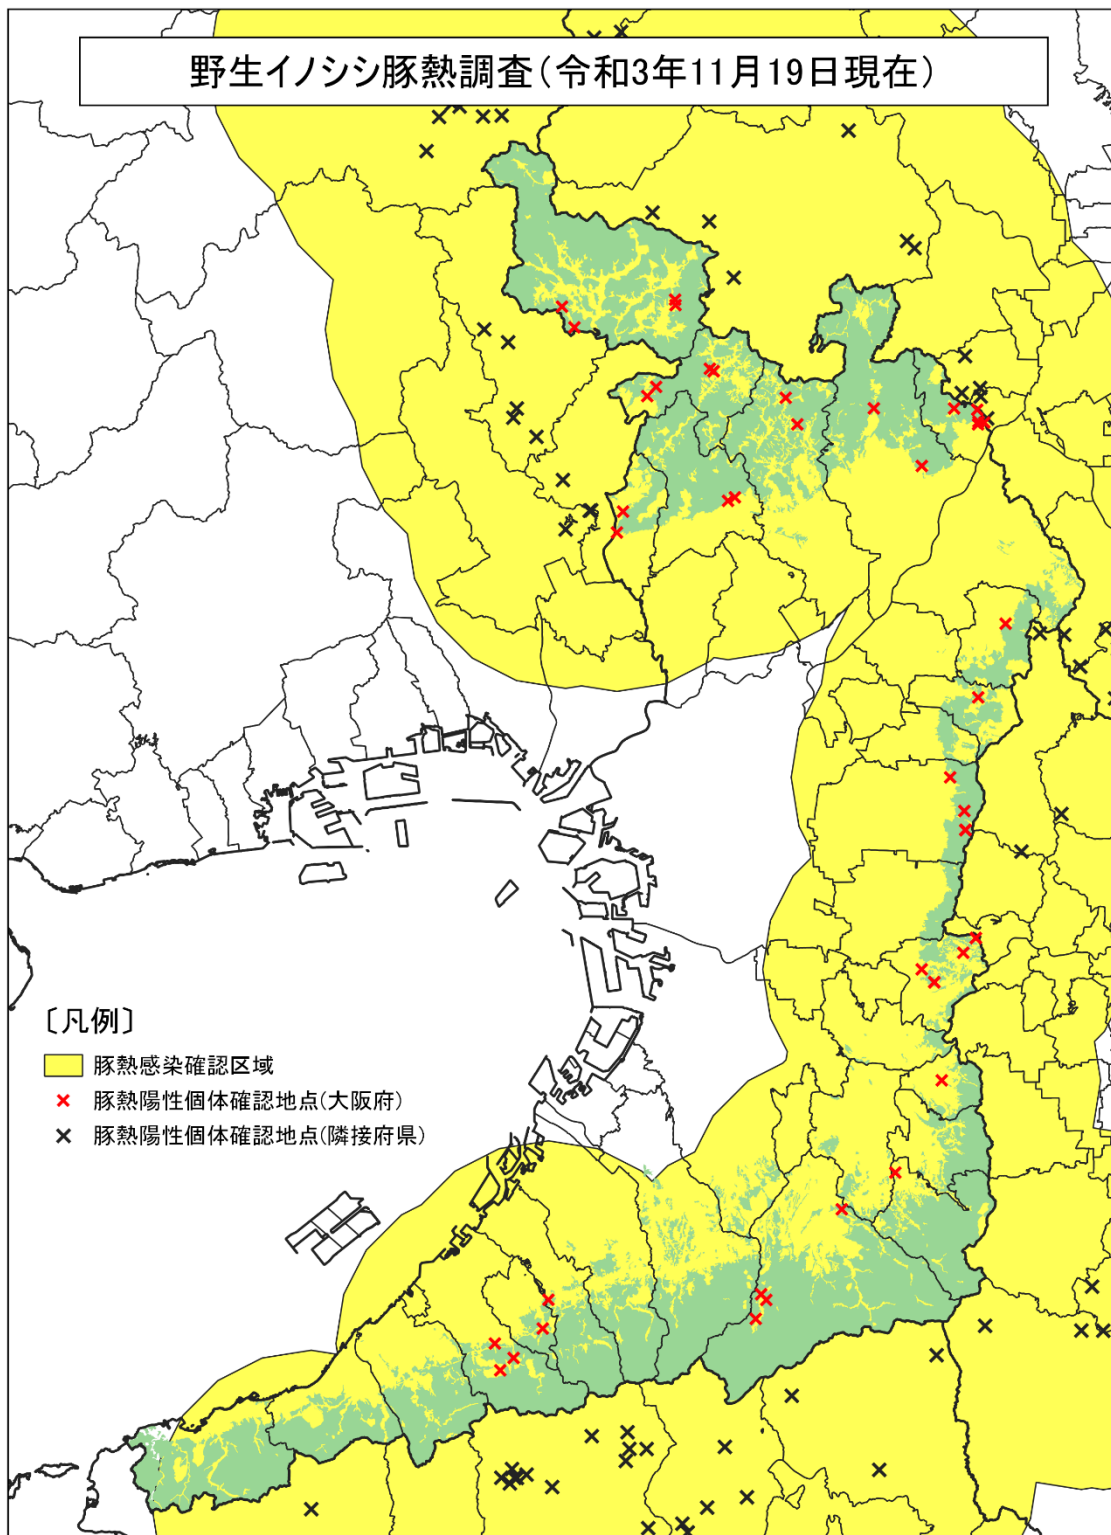 野生イノシシ豚熱調査（令和3年11月19日現在）
〔凡例〕
豚熱感染確認区域
豚熱陽性個体確認地点(大阪府)
豚熱陽性個体確認地点(隣接府県)